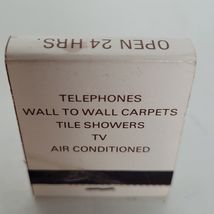 OPEN 24 HRS.
TELEPHONES
WALL TO WALL CARPETS
TILE SHOWERS
TV
AIR CONDITIONED